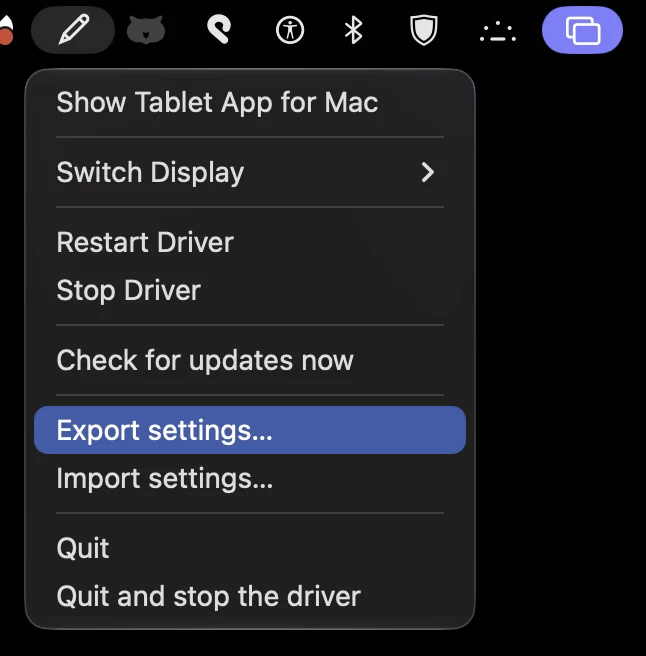 Show Tablet App for Mac
Switch Display
Restart Driver
Stop Driver
Check for updates now
Export settings...
Import settings...
Quit
Quit and stop the driver